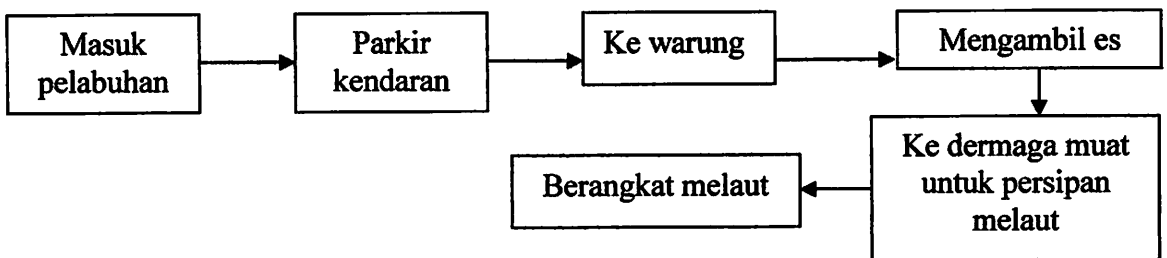 Masuk
pelabuhan
Parkir
kendaran
Ke warung
Mengambil es
Ke dermaga muat
untuk persipan
melaut
Berangkat melaut